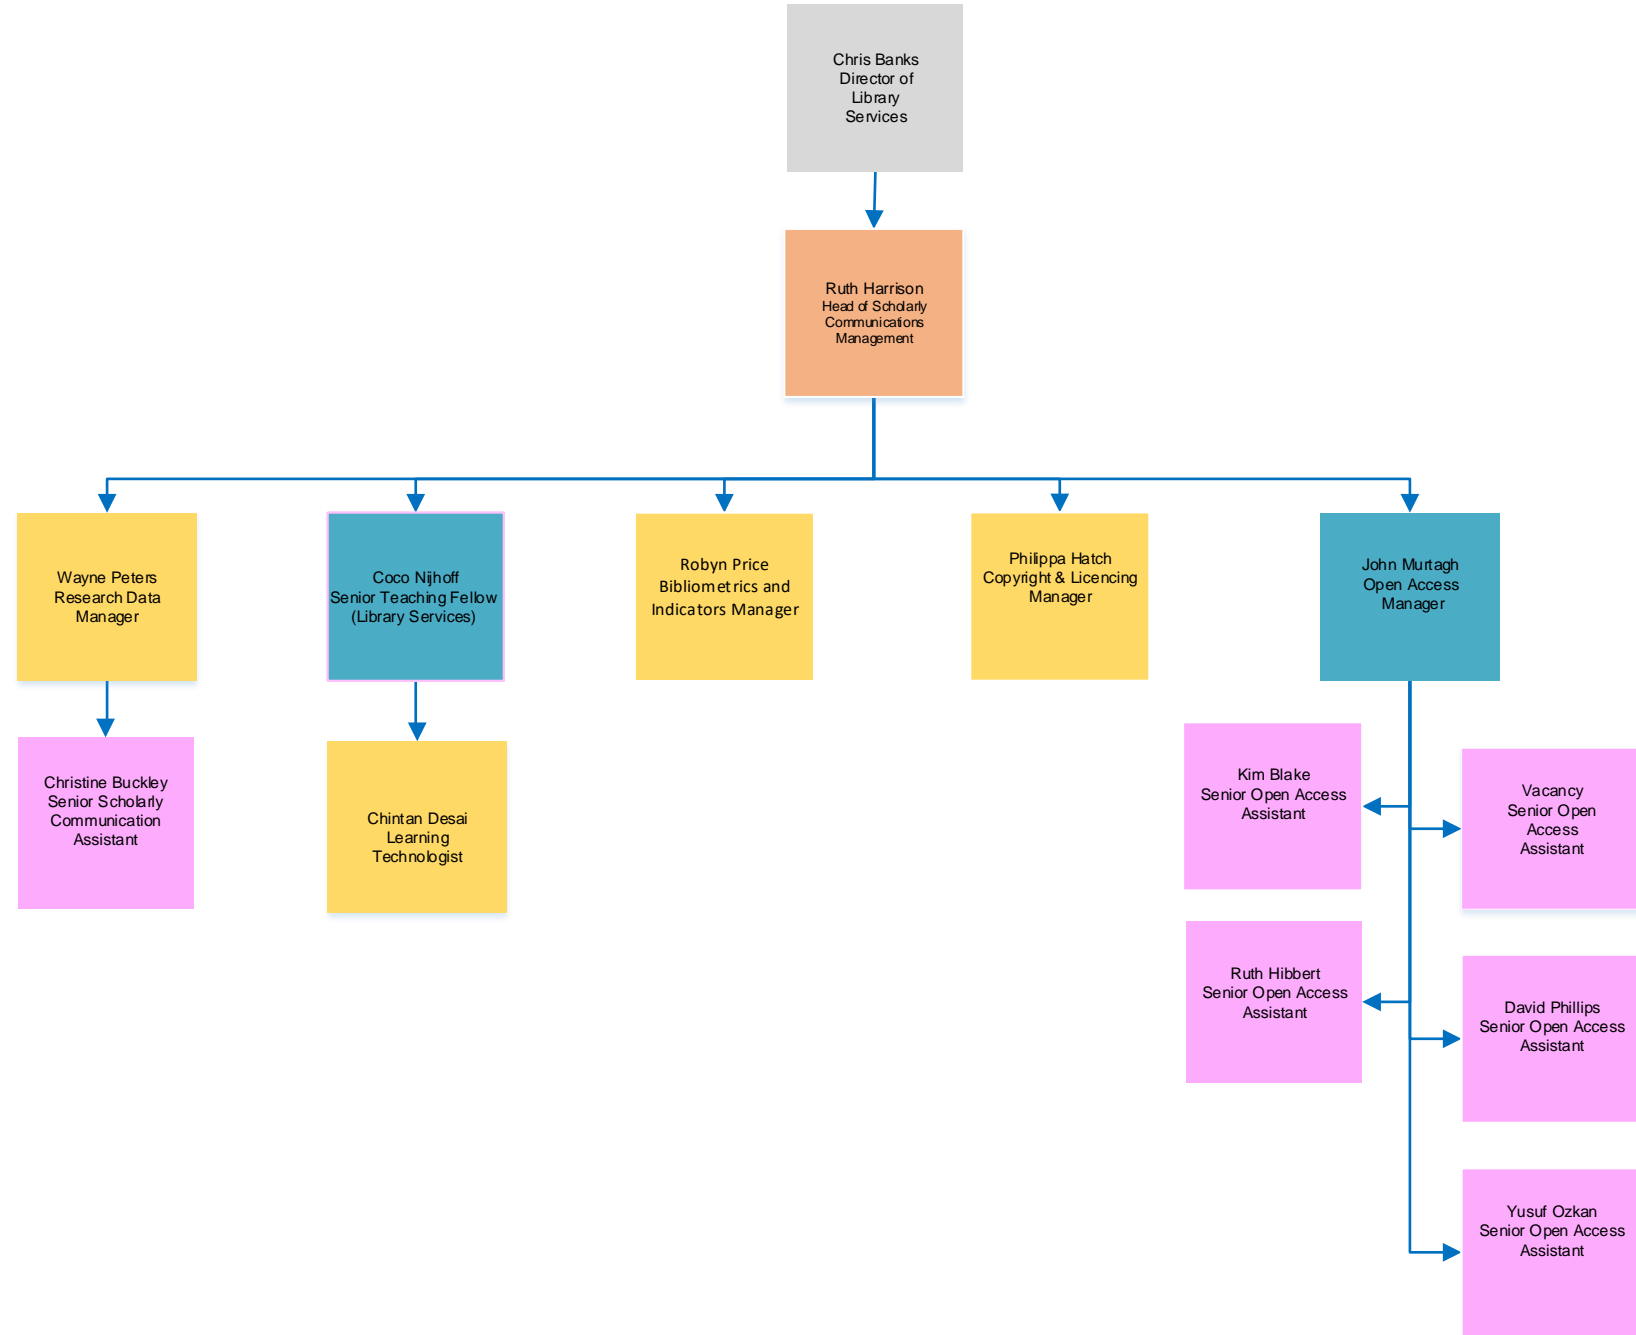 Chris Banks
Director of
Library
Services
Ruth Harrison
Head of Scholarly
Communications
Management
Wayne Peters
Research Data
Manager
Coco Nijhoff
Senior Teaching Fellow
(Library Services)
Robyn Price
Bibliometrics and
Indicators Manager
Philippa Hatch
Copyright & Licencing
Manager
John Murtagh
Open Access
Manager
Christine Buckley
Senior Scholarly
Communication
Assistant
Chintan Desai
Learning
Technologist
Kim Blake
Senior Open Access
Assistant
Vacancy
Senior Open
Access
Assistant
Ruth Hibbert
Senior Open Access
Assistant
David Phillips
Senior Open Access
Assistant
Yusuf Ozkan
Senior Open Access
Assistant